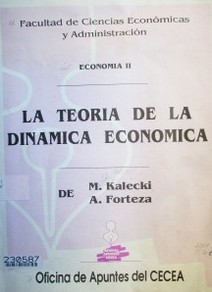 Facultad de Ciencias Económicas
y Administración
ECONOMIA II
LA TEORIA DE LA
DINAMICA ECONOMICA
DE M. Kalecki
A. Forteza
230587
Oficina de Apuntes del CECEA